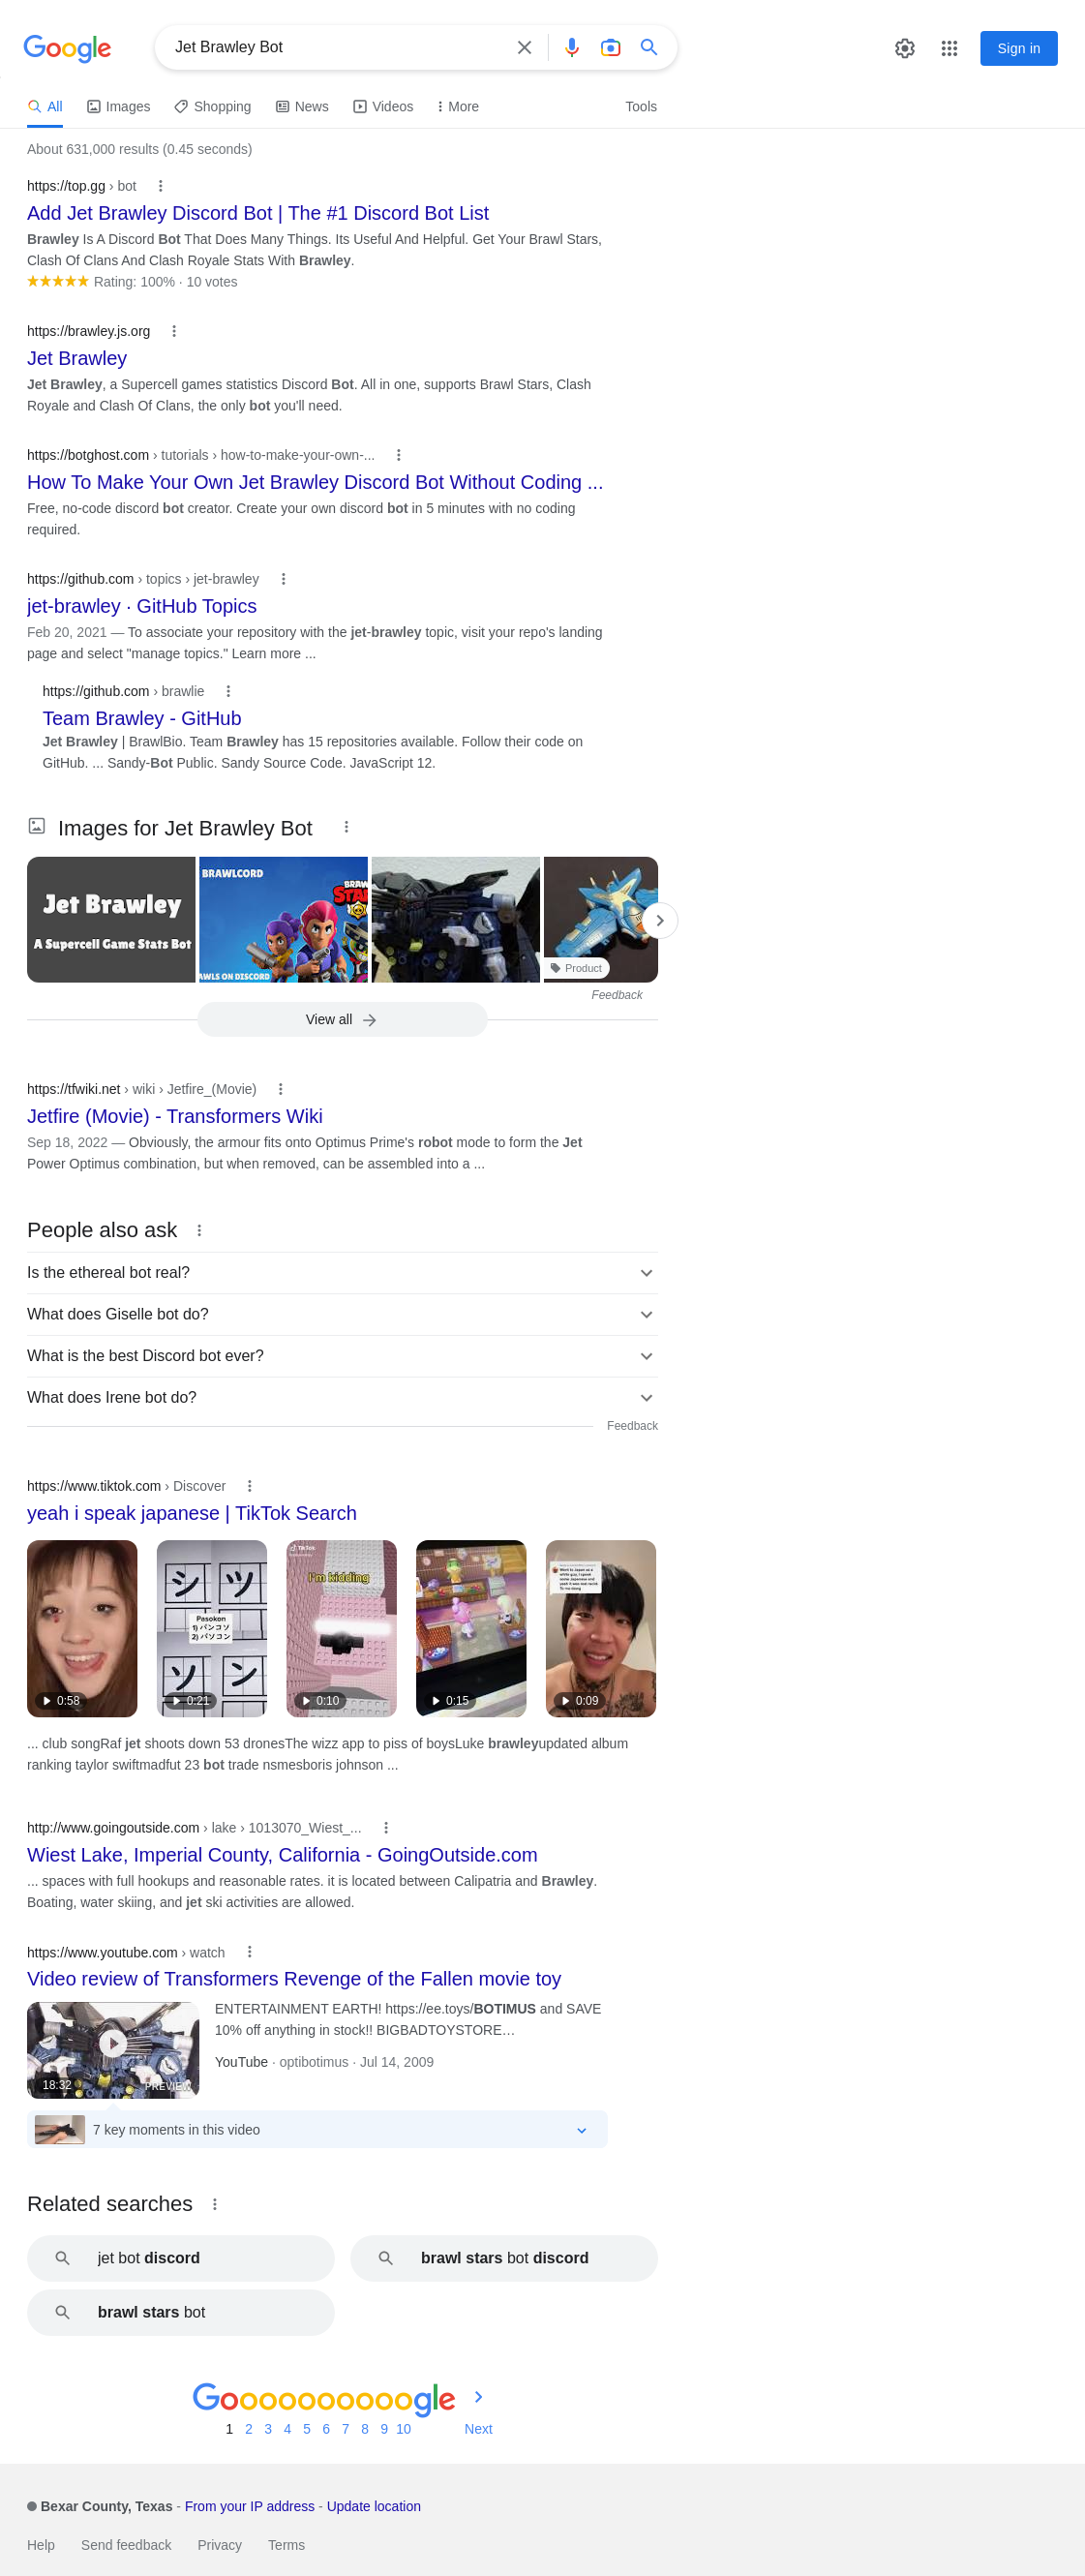 Google
Jet Brawley Bot
Sign in
All
Images
Shopping
News
Videos
More
Tools
About 631,000 results (0.45 seconds)
https://top.gg › bot
Add Jet Brawley Discord Bot | The #1 Discord Bot List
Brawley Is A Discord Bot That Does Many Things. Its Useful And Helpful. Get Your Brawl Stars,
Clash Of Clans And Clash Royale Stats With Brawley.
Rating: 100% · 10 votes
https://brawley.js.org
Jet Brawley
Jet Brawley, a Supercell games statistics Discord Bot. All in one, supports Brawl Stars, Clash
Royale and Clash Of Clans, the only bot you'll need.
https://botghost.com › tutorials › how-to-make-your-own-...
How To Make Your Own Jet Brawley Discord Bot Without Coding ...
Free, no-code discord bot creator. Create your own discord bot in 5 minutes with no coding
required.
https://github.com › topics › jet-brawley
jet-brawley · GitHub Topics
Feb 20, 2021 — To associate your repository with the jet-brawley topic, visit your repo's landing
page and select "manage topics." Learn more ...
https://github.com › brawlie
Team Brawley - GitHub
Jet Brawley | BrawlBio. Team Brawley has 15 repositories available. Follow their code on
GitHub. ... Sandy-Bot Public. Sandy Source Code. JavaScript 12.
Images for Jet Brawley Bot
Jet Brawley
A Supercell Game Stats Bot
BRAWLCORD
BRAW
STA
AWLS ON DISCORD
Product
Feedback
View all
https://tfwiki.net › wiki › Jetfire_(Movie)
Jetfire (Movie) - Transformers Wiki
Sep 18, 2022 — Obviously, the armour fits onto Optimus Prime's robot mode to form the Jet
Power Optimus combination, but when removed, can be assembled into a ...
People also ask
Is the ethereal bot real?
What does Giselle bot do?
What is the best Discord bot ever?
What does Irene bot do?
Feedback
https://www.tiktok.com › Discover
yeah i speak japanese | TikTok Search
0:58
シ ツ
Pasokon
1) パンコソ
2) パソコン
ソ ン
0:21
TikTok
I'm kidding
0:10
0:15
0:09
... club songRaf jet shoots down 53 dronesThe wizz app to piss of boysLuke brawleyupdated album
ranking taylor swiftmadfut 23 bot trade nsmesboris johnson ...
http://www.goingoutside.com › lake › 1013070_Wiest_...
Wiest Lake, Imperial County, California - GoingOutside.com
... spaces with full hookups and reasonable rates. it is located between Calipatria and Brawley.
Boating, water skiing, and jet ski activities are allowed.
https://www.youtube.com › watch
Video review of Transformers Revenge of the Fallen movie toy
18:32
PREVIEW
ENTERTAINMENT EARTH! https://ee.toys/BOTIMUS and SAVE
10% off anything in stock!! BIGBADTOYSTORE…
YouTube · optibotimus · Jul 14, 2009
7 key moments in this video
Related searches
jet bot discord
brawl stars bot discord
brawl stars bot
Goooooooooogle
1 2 3 4 5 6 7 8 9 10 Next
Bexar County, Texas - From your IP address - Update location
Help
Send feedback
Privacy
Terms